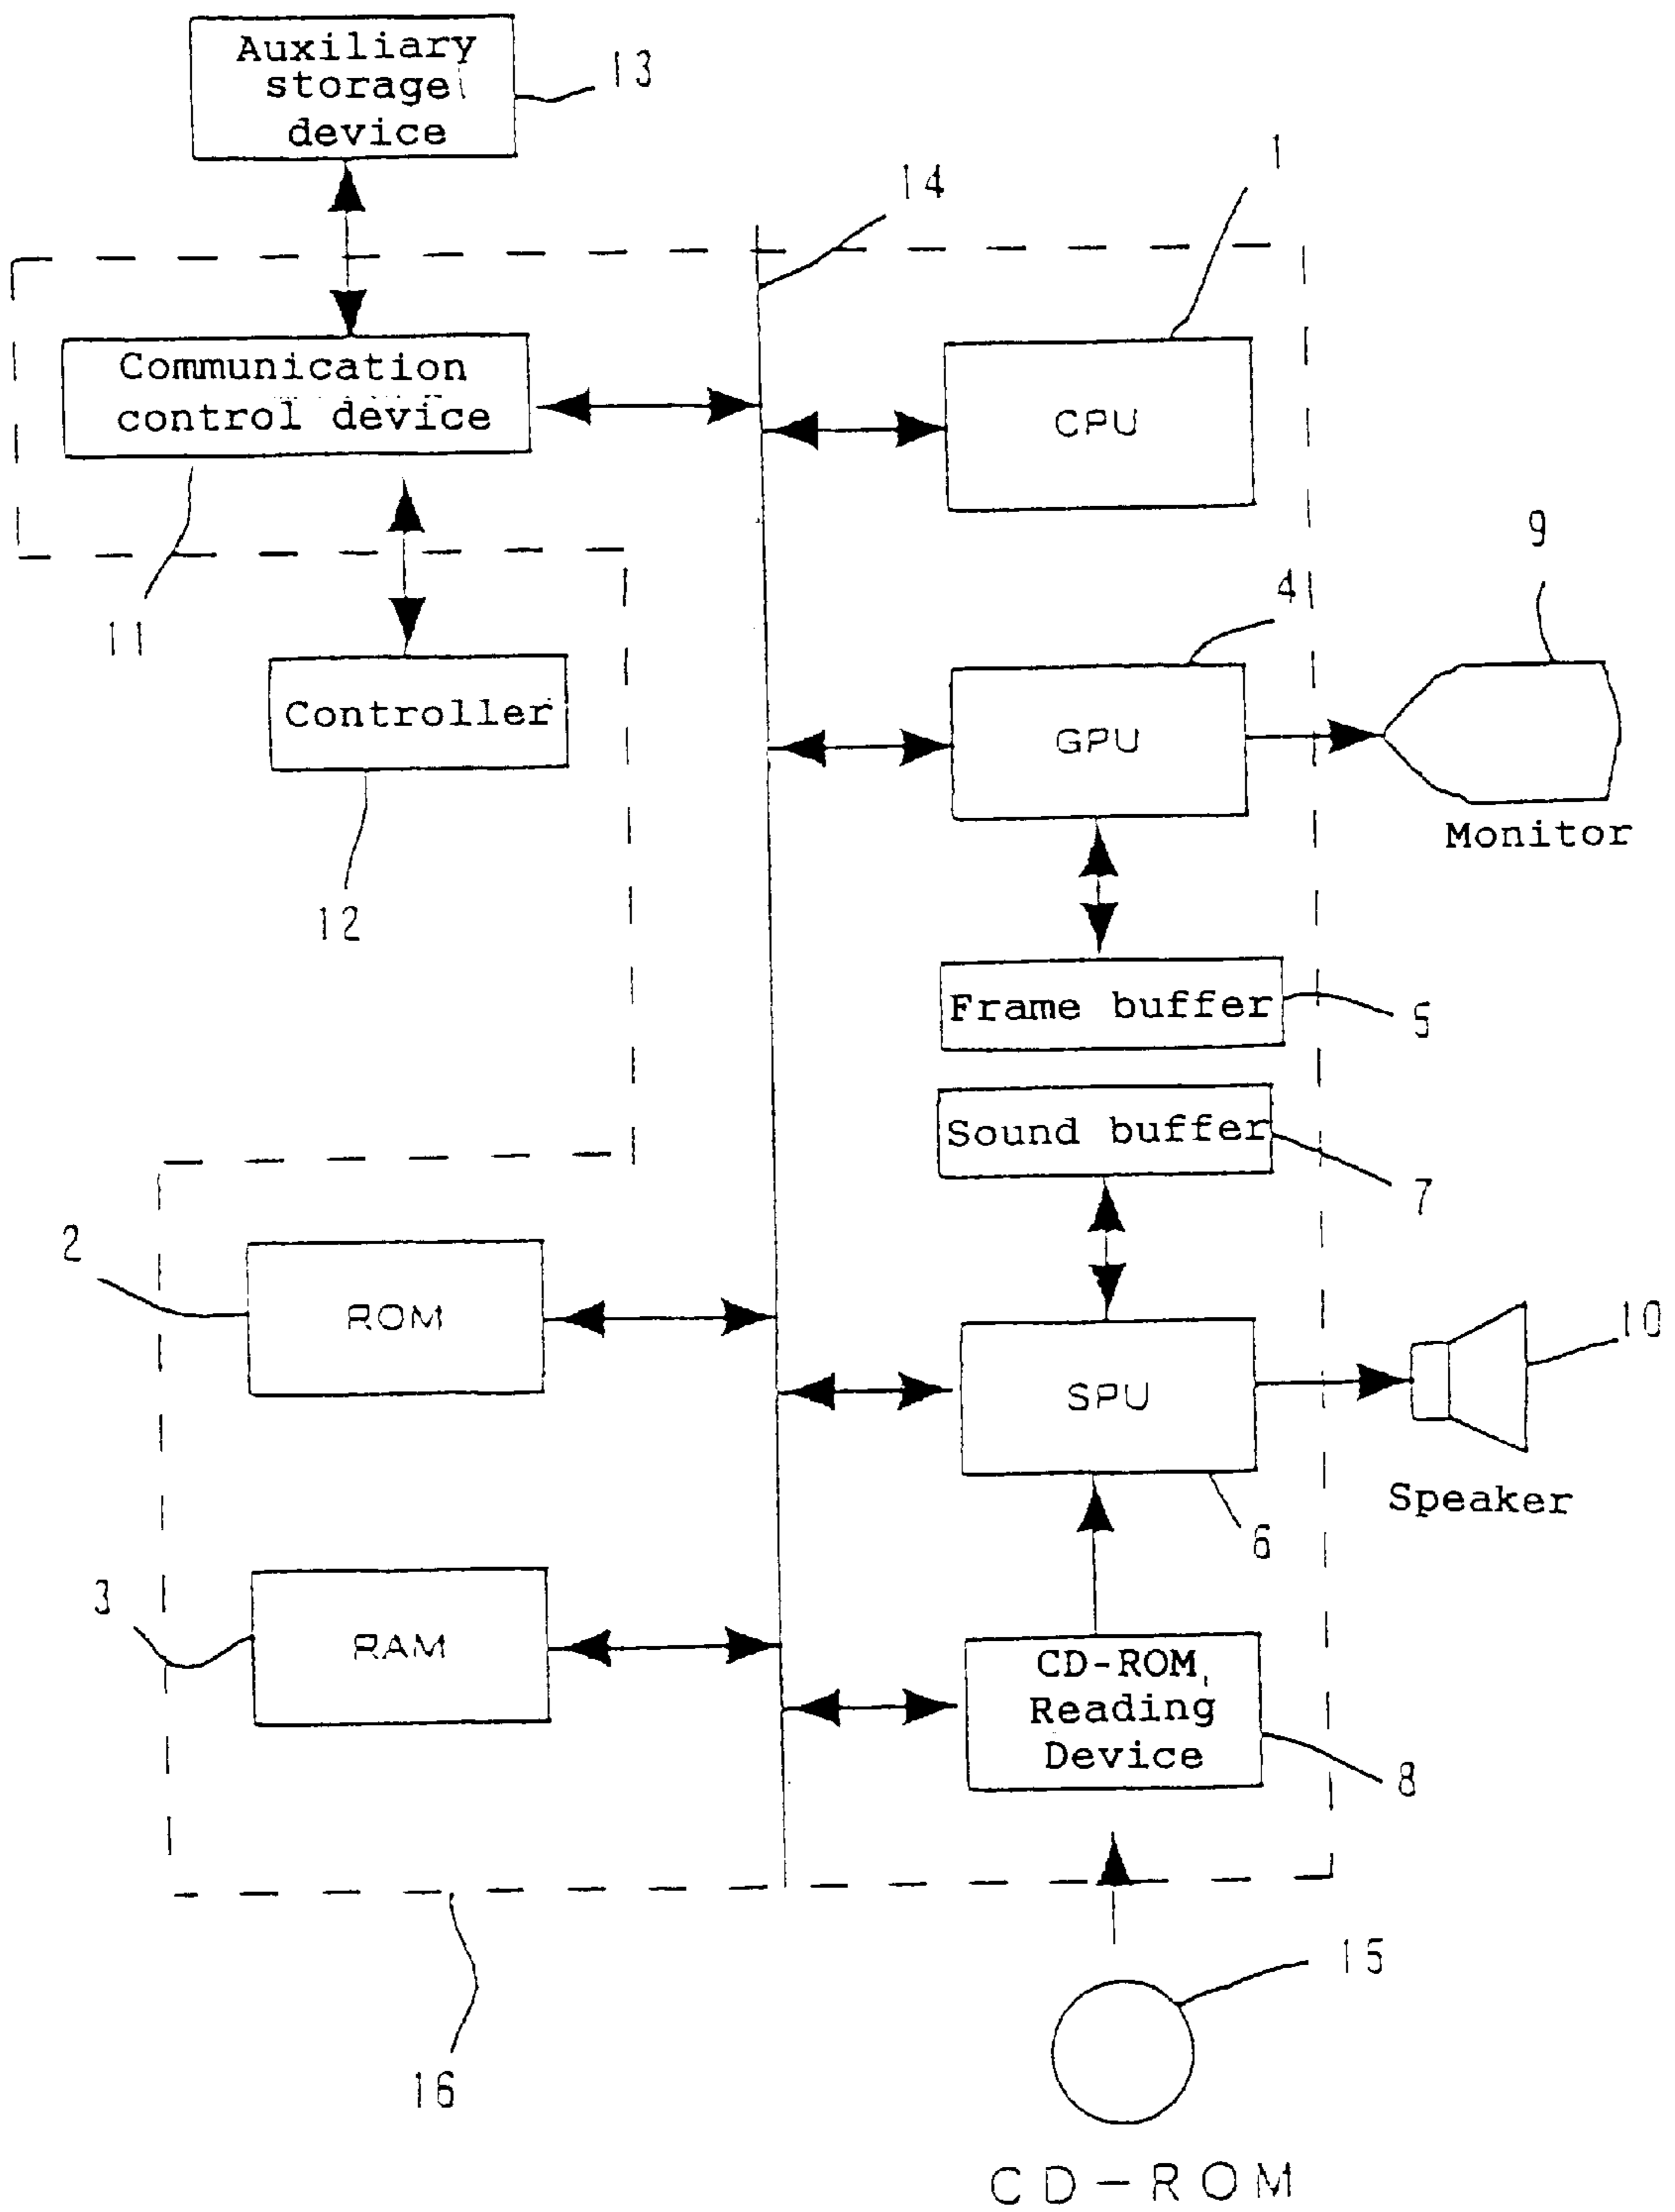 Auxiliary
storage
device
13
14
1
Communication
control device
CPU
11
9
4
Controller
GPU
Monitor
12
Frame buffer
5
Sound buffer
7
2
ROM
SPU
10
Speaker
6
3
RAM
CD-ROM
Reading
Device
8
15
16
CD-ROM